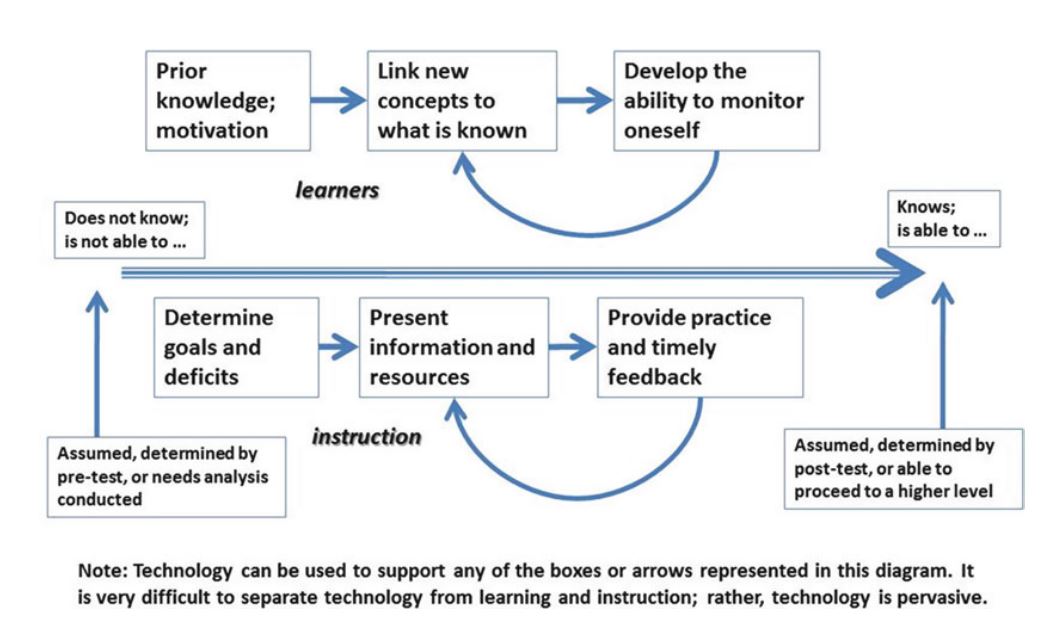 Prior
knowledge;
motivation
Link new
concepts to
what is known
Develop the
ability to monitor
oneself
learners
Does not know;
is not able to ...
Knows;
is able to ...
Determine
goals and
deficits
Present
information and
resources
Provide practice
and timely
feedback
instruction
Assumed, determined by
pre-test, or needs analysis
conducted
Assumed, determined by
post-test, or able to
proceed to a higher level
Note: Technology can be used to support any of the boxes or arrows represented in this diagram. It
is very difficult to separate technology from learning and instruction; rather, technology is pervasive.